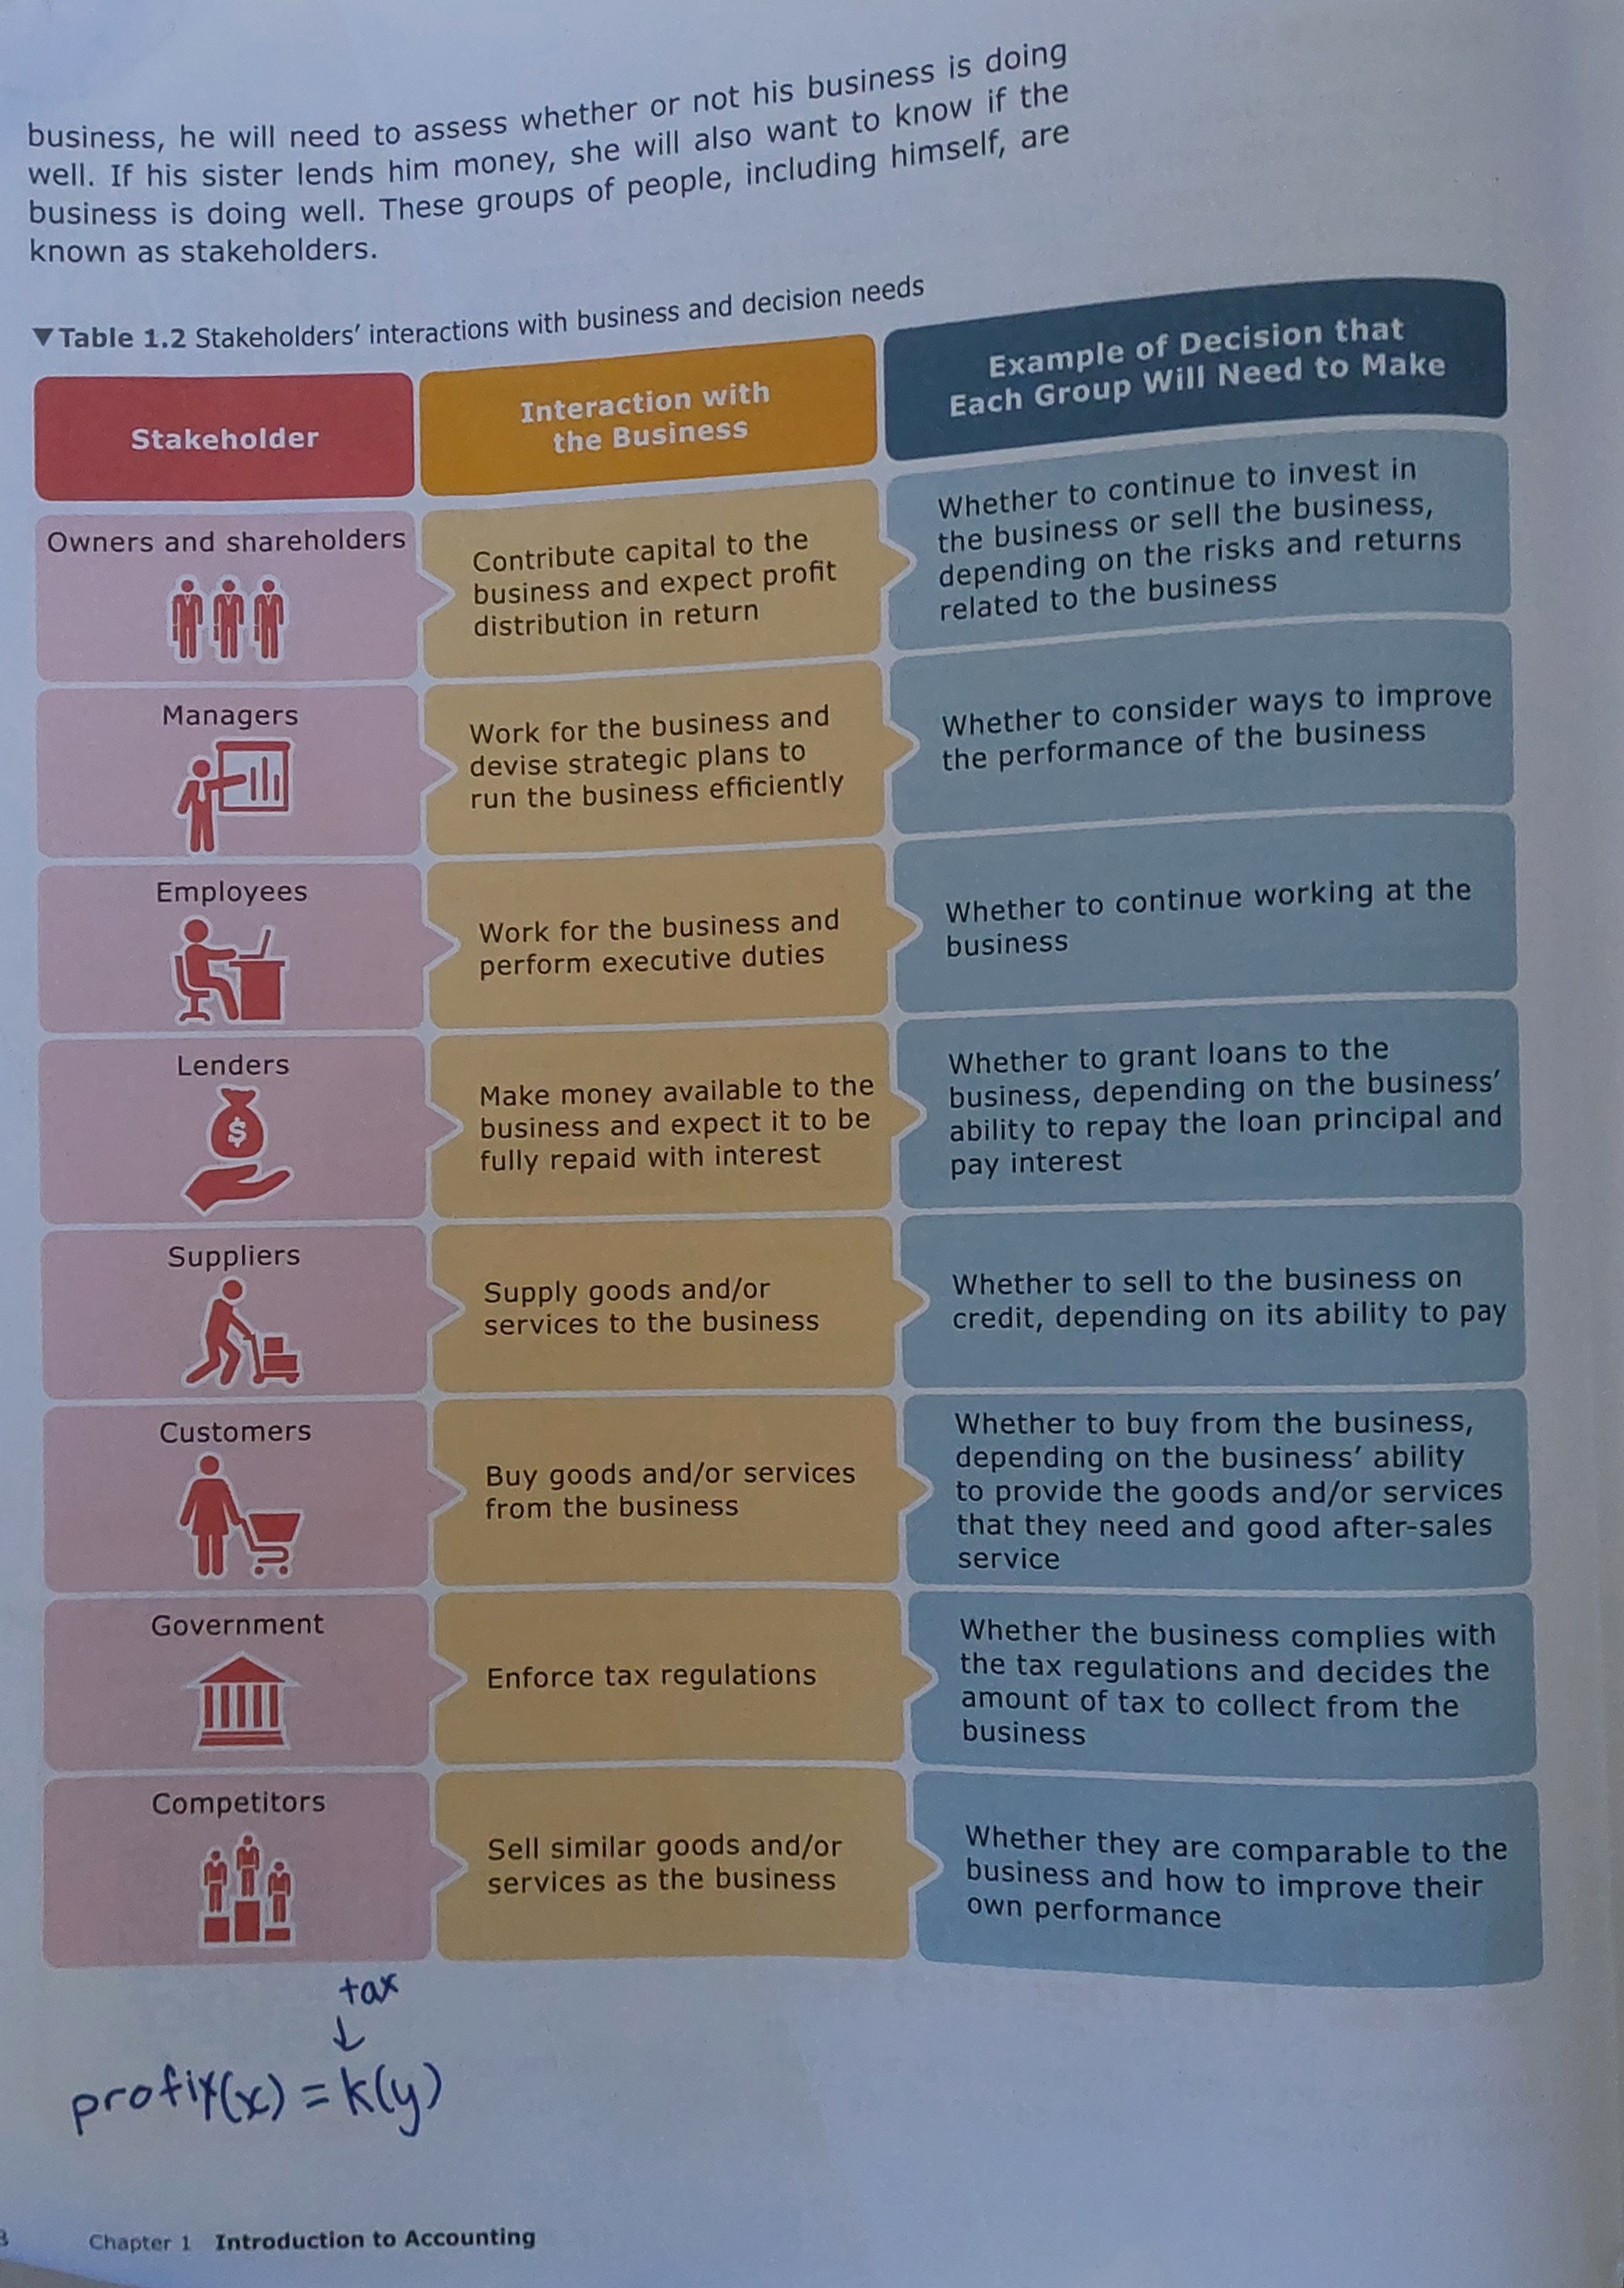 business, he will need to assess whether or not his business is doing
well. If his sister lends him money, she will also want to know if the
business is doing well. These groups of people, including himself, are
known as stakeholders.
▼Table 1.2 Stakeholders' interactions with business and decision needs
Stakeholder
Interaction with
the Business
Example of Decision that
Each Group Will Need to Make
Owners and shareholders
Contribute capital to the
business and expect profit
distribution in return
Whether to continue to invest in
the business or sell the business,
depending on the risks and returns
related to the business
Managers
Work for the business and
devise strategic plans to
run the business efficiently
Whether to consider ways to improve
the performance of the business
Employees
Work for the business and
perform executive duties
Whether to continue working at the
business
Lenders
$
Make money available to the
business and expect it to be
fully repaid with interest
Whether to grant loans to the
business, depending on the business'
ability to repay the loan principal and
pay interest
Suppliers
Supply goods and/or
services to the business
Whether to sell to the business on
credit, depending on its ability to pay
Customers
Buy goods and/or services
from the business
Whether to buy from the business,
depending on the business' ability
to provide the goods and/or services
that they need and good after-sales
service
Government
Enforce tax regulations
Whether the business complies with
the tax regulations and decides the
amount of tax to collect from the
business
Competitors
Sell similar goods and/or
services as the business
Whether they are comparable to the
business and how to improve their
own performance
tax
↓
profit(x) = k(y)
Chapter 1 Introduction to Accounting